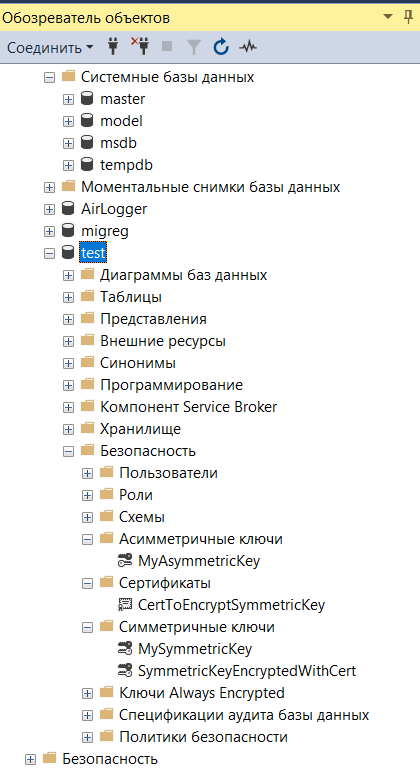 Обозреватель объектов
Соединить
Системные базы данных
master
model
msdb
tempdb
Моментальные снимки базы данных
AirLogger
migreg
test
Диаграммы баз данных
Таблицы
Представления
Внешние ресурсы
Синонимы
Программирование
Компонент Service Broker
Хранилище
Безопасность
Пользователи
Роли
Схемы
Асимметричные ключи
MyAsymmetricKey
Сертификаты
CertToEncryptSymmetricKey
Симметричные ключи
MySymmetricKey
SymmetricKeyEncryptedWithCert
Ключи Always Encrypted
Спецификации аудита базы данных
Политики безопасности
Безопасность